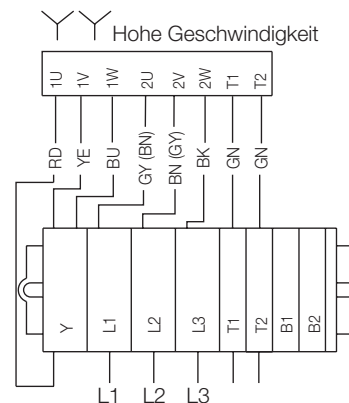 Hohe Geschwindigkeit
1U 1V 1W 2U 2V 2W T1 T2
RD YE BU GY (BN) BN (GY) BK GN GN
Y L1 L2 L3 T1 T2 B1 B2
L1 L2 L3